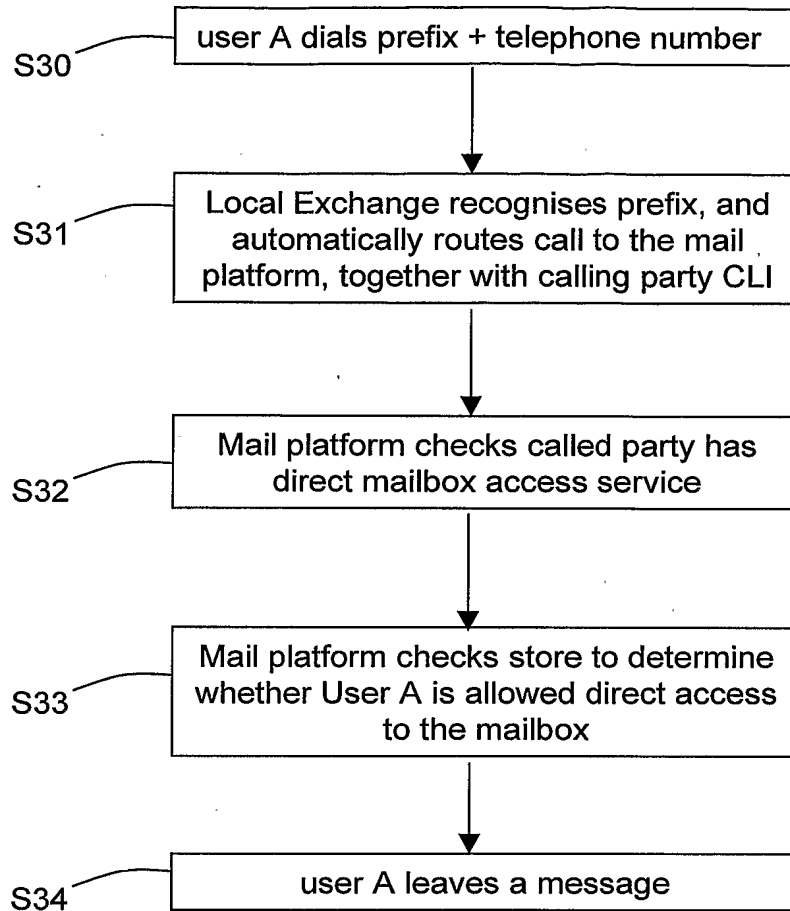 user A dials prefix + telephone number
S30
Local Exchange recognises prefix, and
automatically routes call to the mail
platform, together with calling party CLI
S31
Mail platform checks called party has
direct mailbox access service
S32
Mail platform checks store to determine
whether User A is allowed direct access
to the mailbox
S33
user A leaves a message
S34